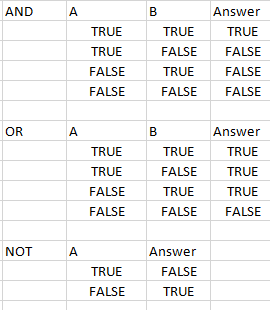 AND A B Answer
TRUE TRUE TRUE
TRUE FALSE FALSE
FALSE TRUE FALSE
FALSE FALSE FALSE
OR A B Answer
TRUE TRUE TRUE
TRUE FALSE TRUE
FALSE TRUE TRUE
FALSE FALSE FALSE
NOT A Answer
TRUE FALSE
FALSE TRUE